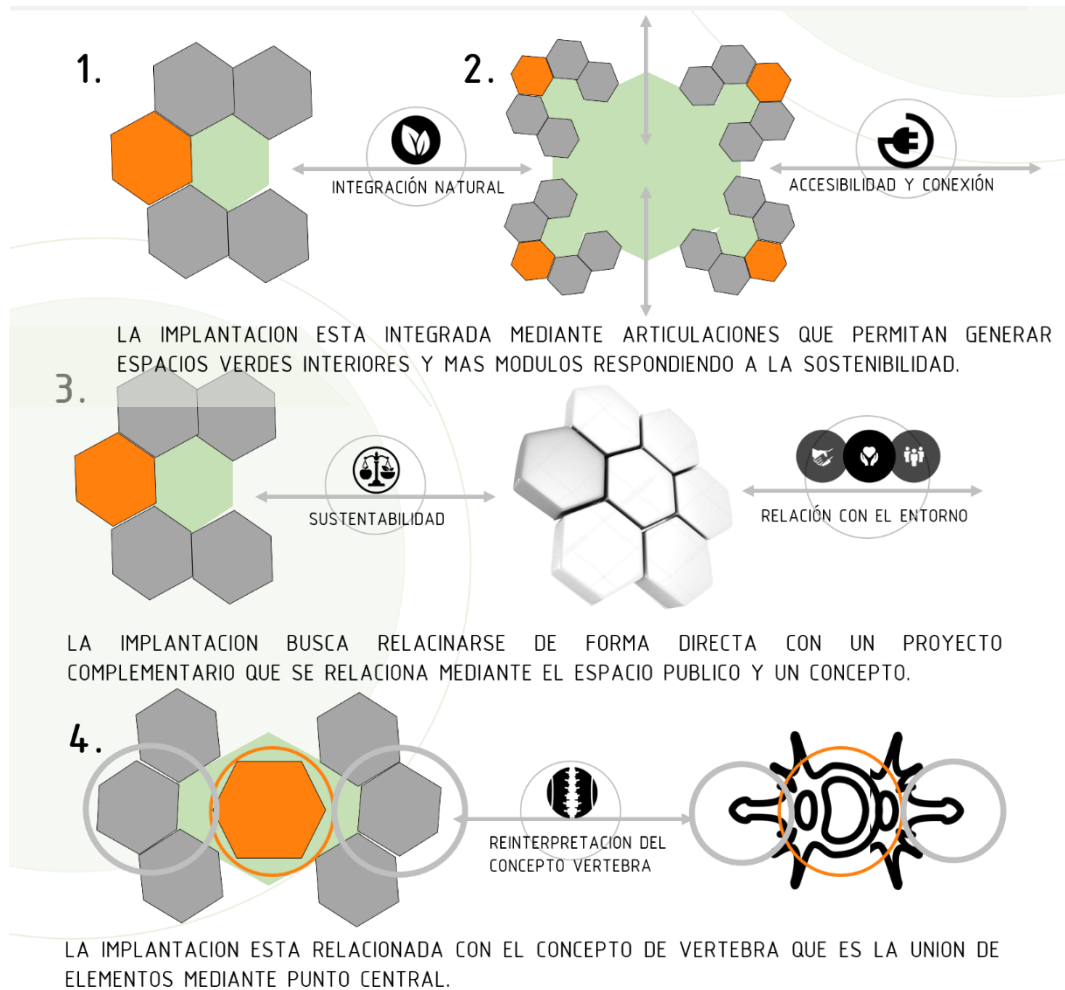 1.
2.
INTEGRACIÓN NATURAL
ACCESIBILIDAD Y CONEXIÓN
LA IMPLANTACION ESTA INTEGRADA MEDIANTE ARTICULACIONES QUE PERMITAN GENERAR
ESPACIOS VERDES INTERIORES Y MAS MODULOS RESPONDIENDO A LA SOSTENIBILIDAD.
3.
SUSTENTABILIDAD
RELACIÓN CON EL ENTORNO
LA IMPLANTACION BUSCA RELACINARSE DE FORMA DIRECTA CON UN PROYECTO
COMPLEMENTARIO QUE SE RELACIONA MEDIANTE EL ESPACIO PUBLICO Y UN CONCEPTO.
4.
REINTERPRETACION DEL
CONCEPTO VERTEBRA
LA IMPLANTACION ESTA RELACIONADA CON EL CONCEPTO DE VERTEBRA QUE ES LA UNION DE
ELEMENTOS MEDIANTE PUNTO CENTRAL.